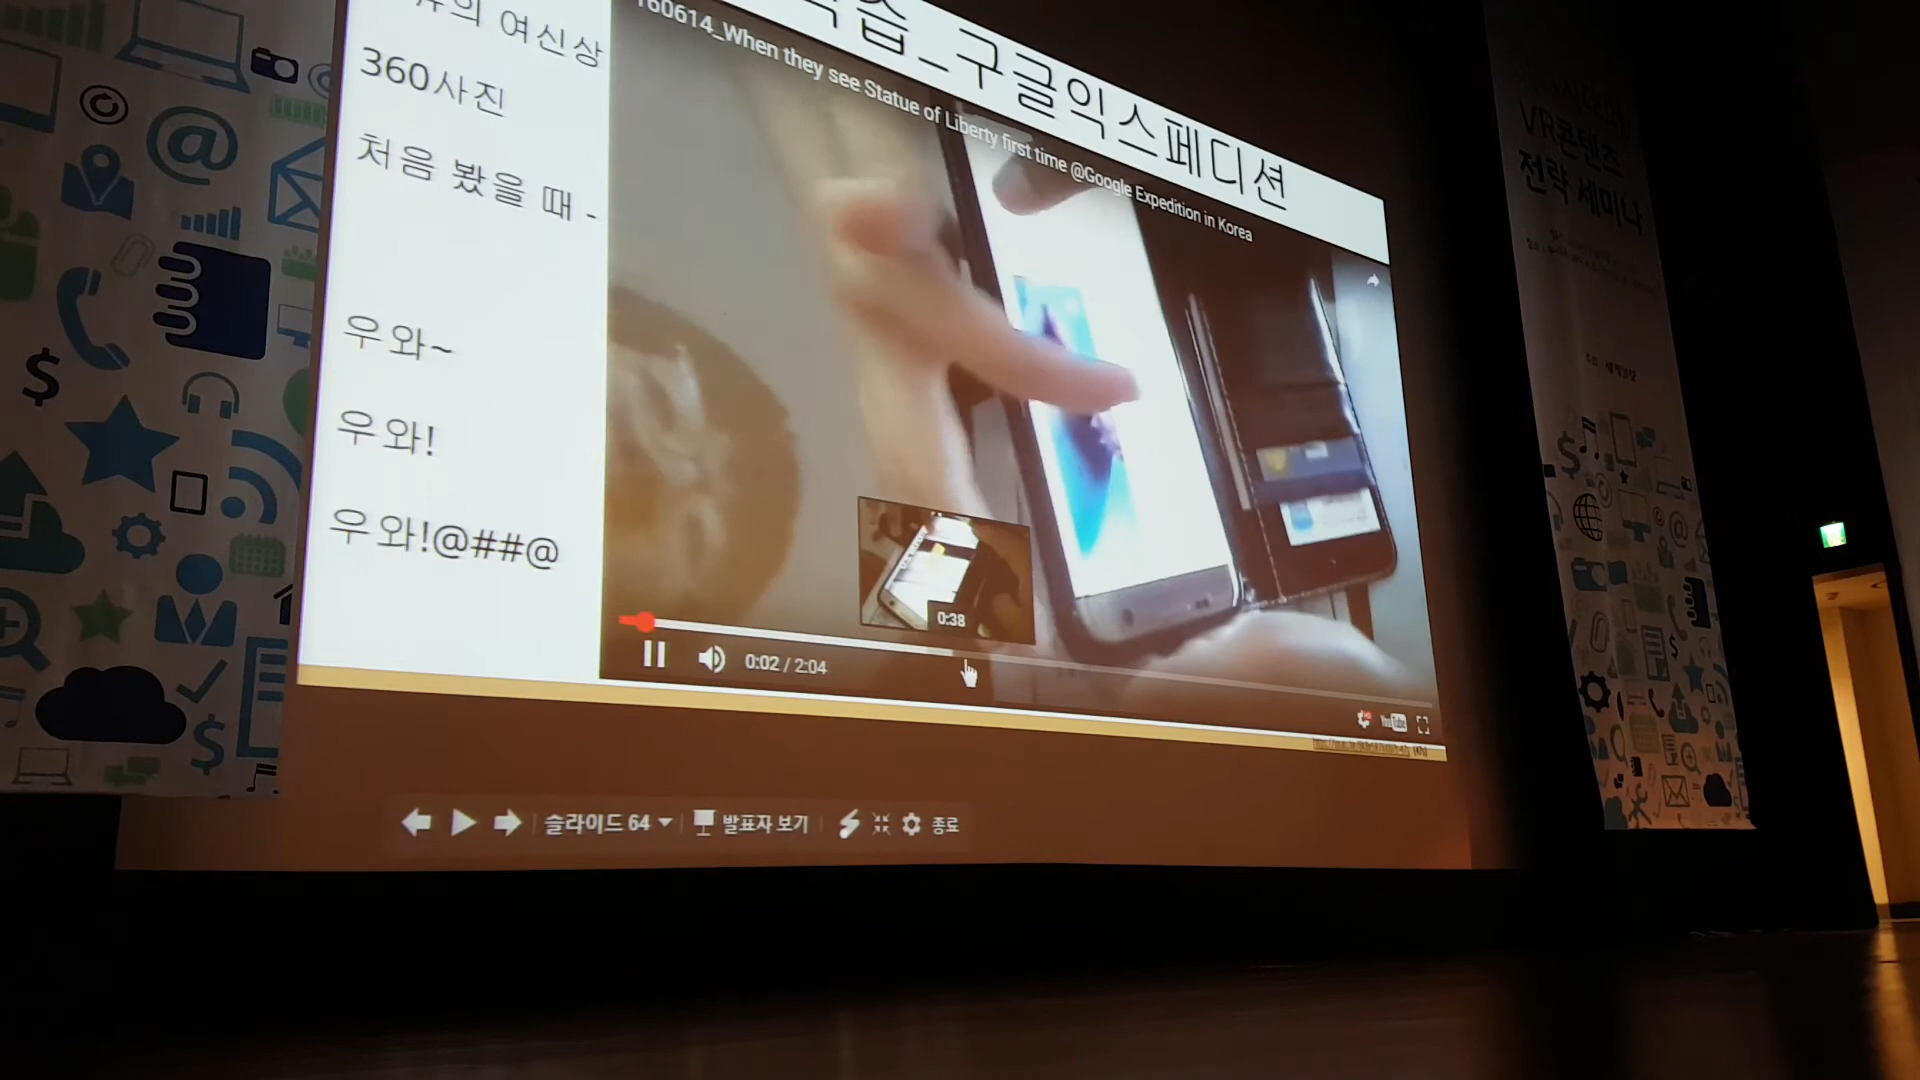 여신상
360사진
처음 봤을 때 -
우와~
우와!
우와!@##@
구글익스페디션
160614_When they see Statue of Liberty first time @Google Expedition in Korea
0:38
0:02 / 2:04
YouTube
슬라이드 64
발표자 보기
종료
VR콘텐츠
전략 세미나